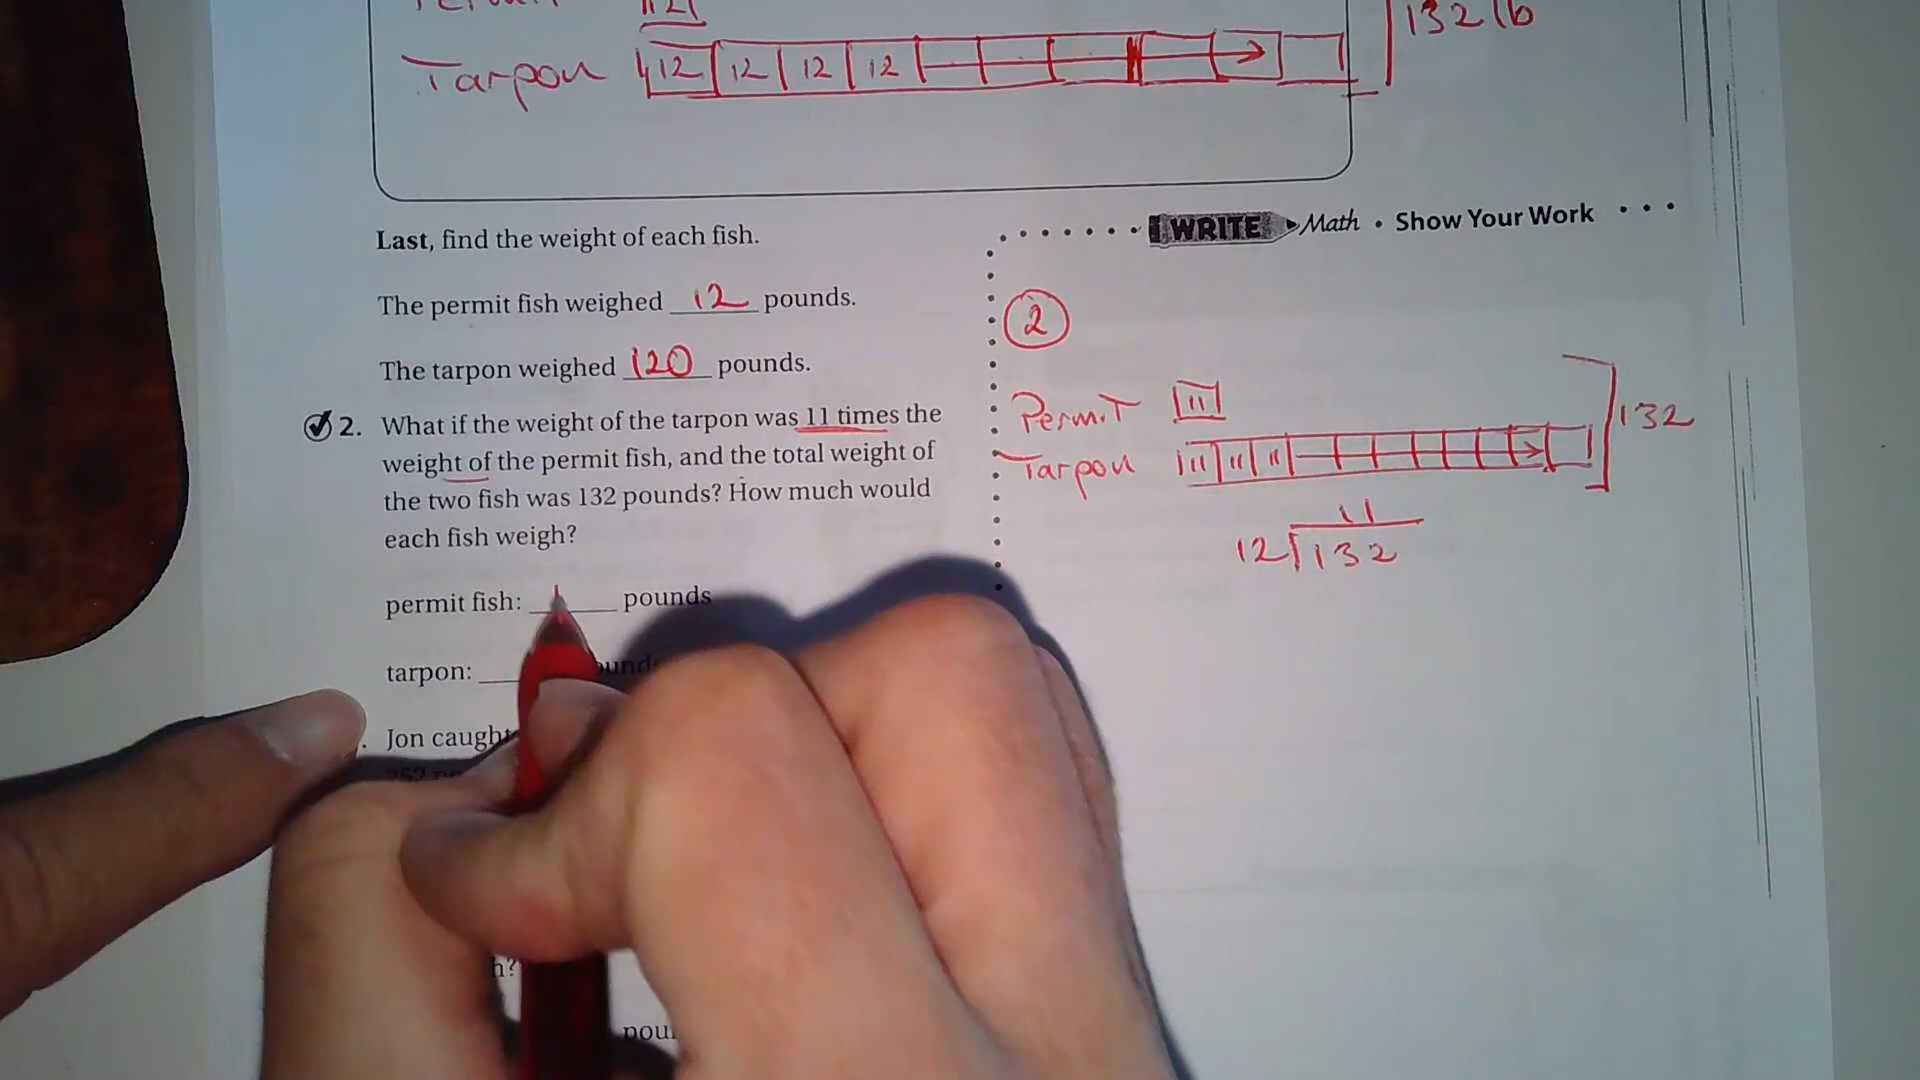 132 lb
Tarpon 12 12 12 12
Last, find the weight of each fish.
The permit fish weighed 12 pounds.
The tarpon weighed 120 pounds.
2. What if the weight of the tarpon was 11 times the
weight of the permit fish, and the total weight of
the two fish was 132 pounds? How much would
each fish weigh?
permit fish: pounds
tarpon:
Jon caught
WRITE Math • Show Your Work
2
Permit 11
Tarpon 11 11 11
132
11
12 132